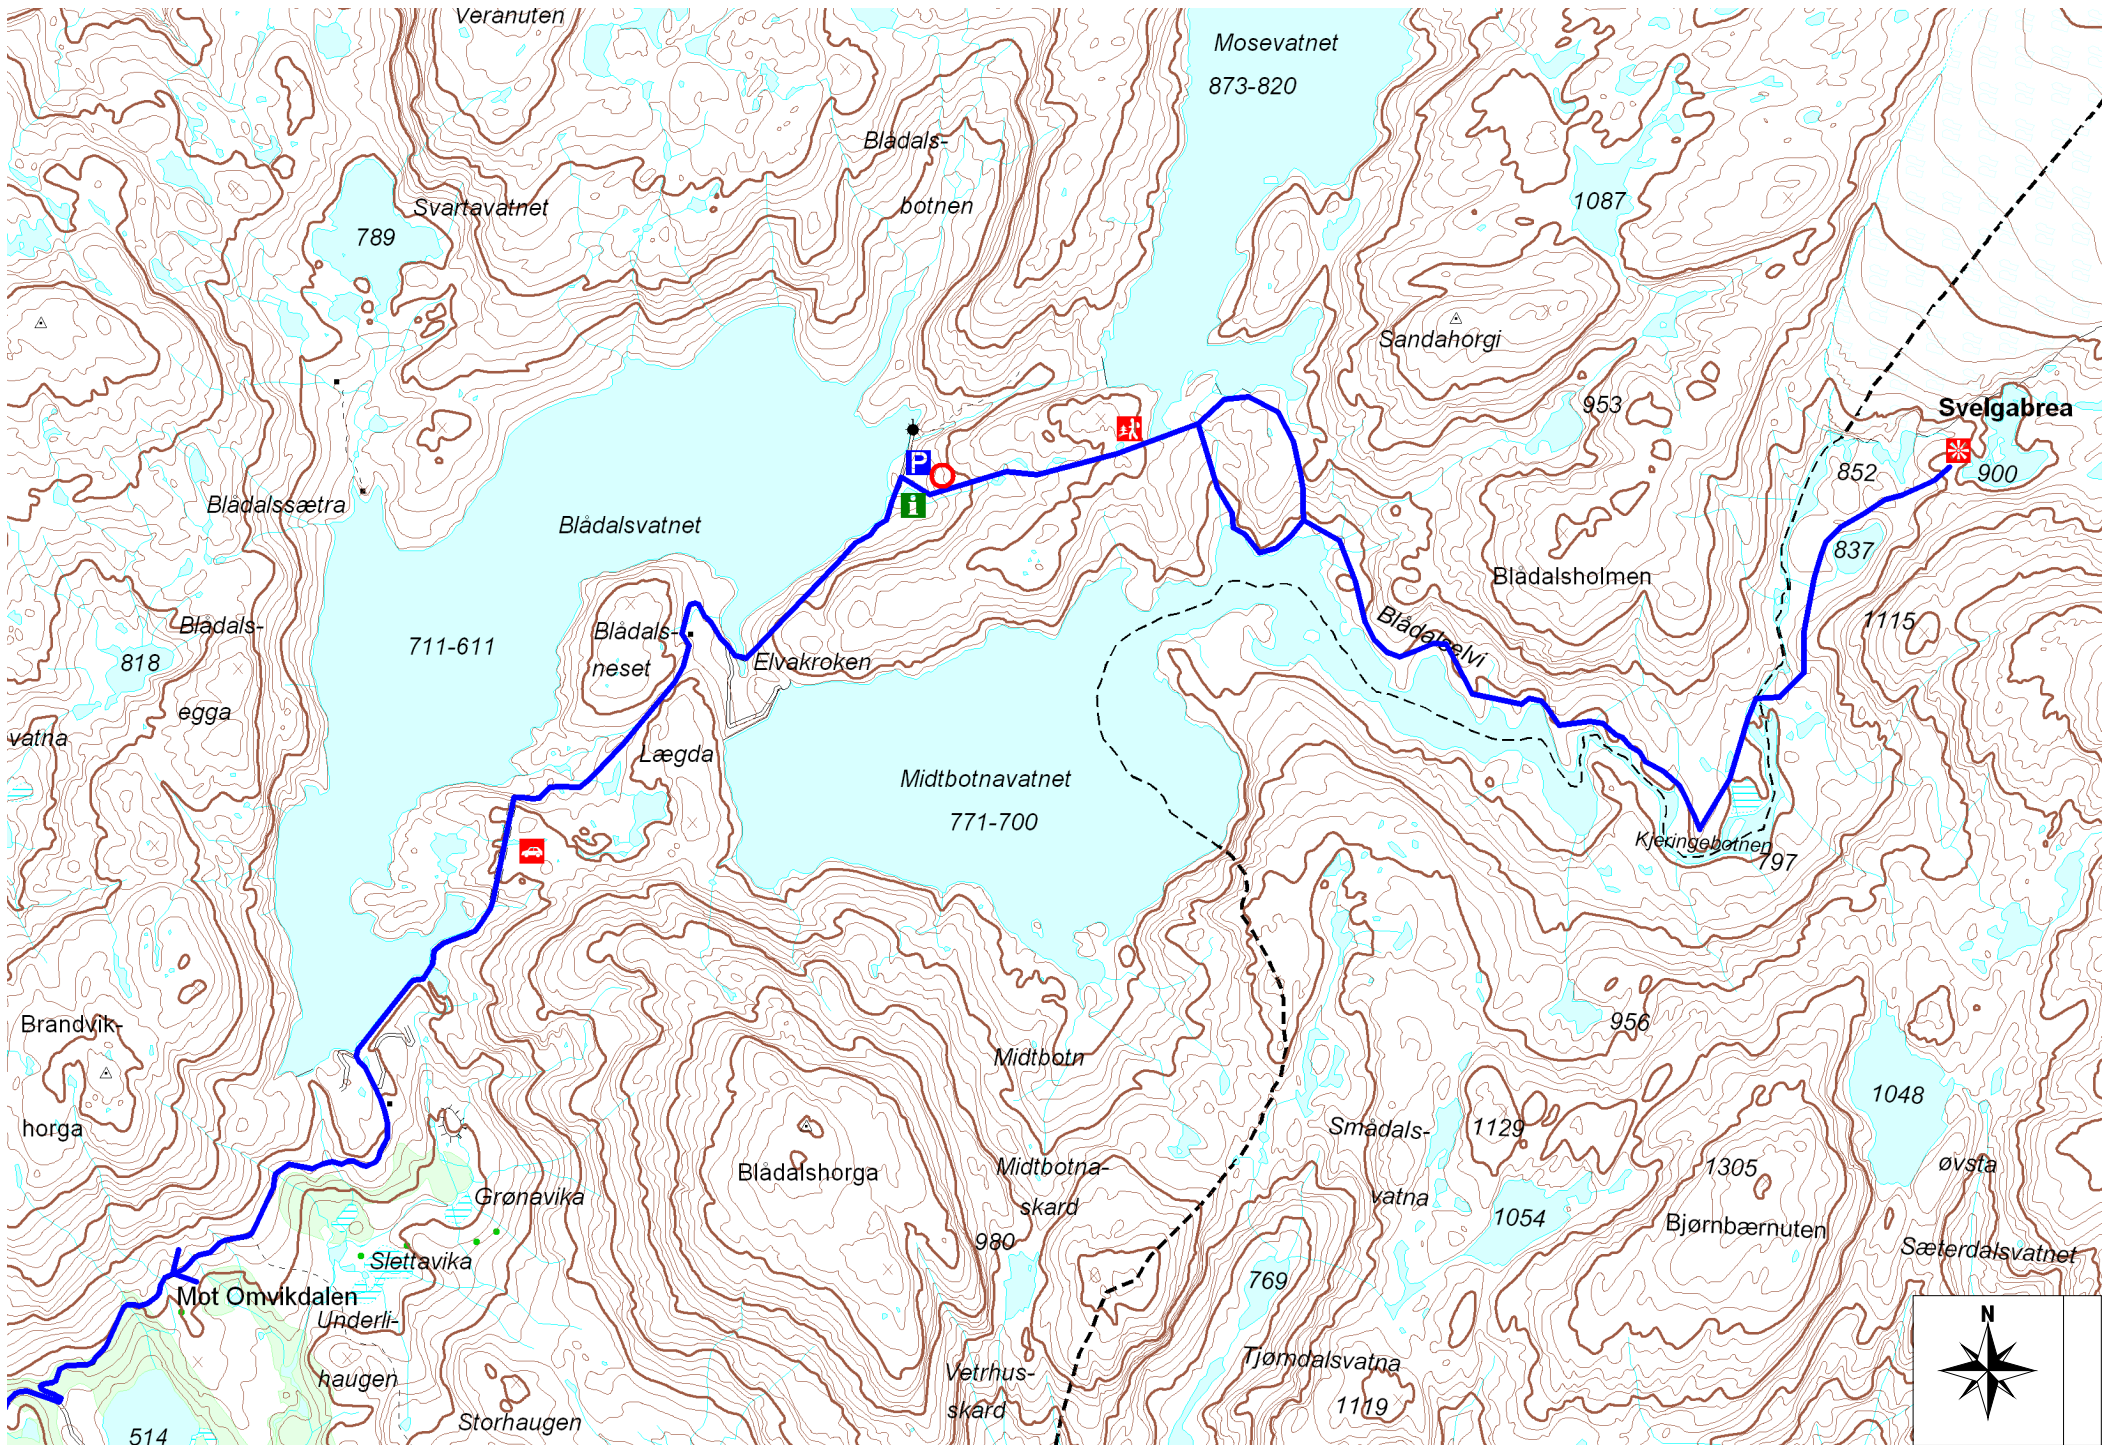 Veranuten
Mosevatnet
873-820
Blådals-
botnen
Svartavatnet
789
1087
Sandahorgi
953
Svelgabrea
852
900
P
i
Blådalssætra
Blådalsvatnet
837
Blådalsholmen
Blådals-
egga
818
711-611
Blådals-
neset
Elvakroken
Blådalselvi
1115
vatna
Lægda
Midtbotnavatnet
771-700
Kjeringebotnen
797
Brandvik-
horga
956
Midtbotn
1048
Smådals-
vatna
1129
Blådalshorga
Midtbotna-
skard
1305
Bjørnbærnuten
øvsta
Sæterdalsvatnet
Grønavika
1054
980
Slettavika
769
Mot Omvikdalen
Underli-
haugen
N
Vetrhus-
skard
Tjømdalsvatna
1119
Storhaugen
514